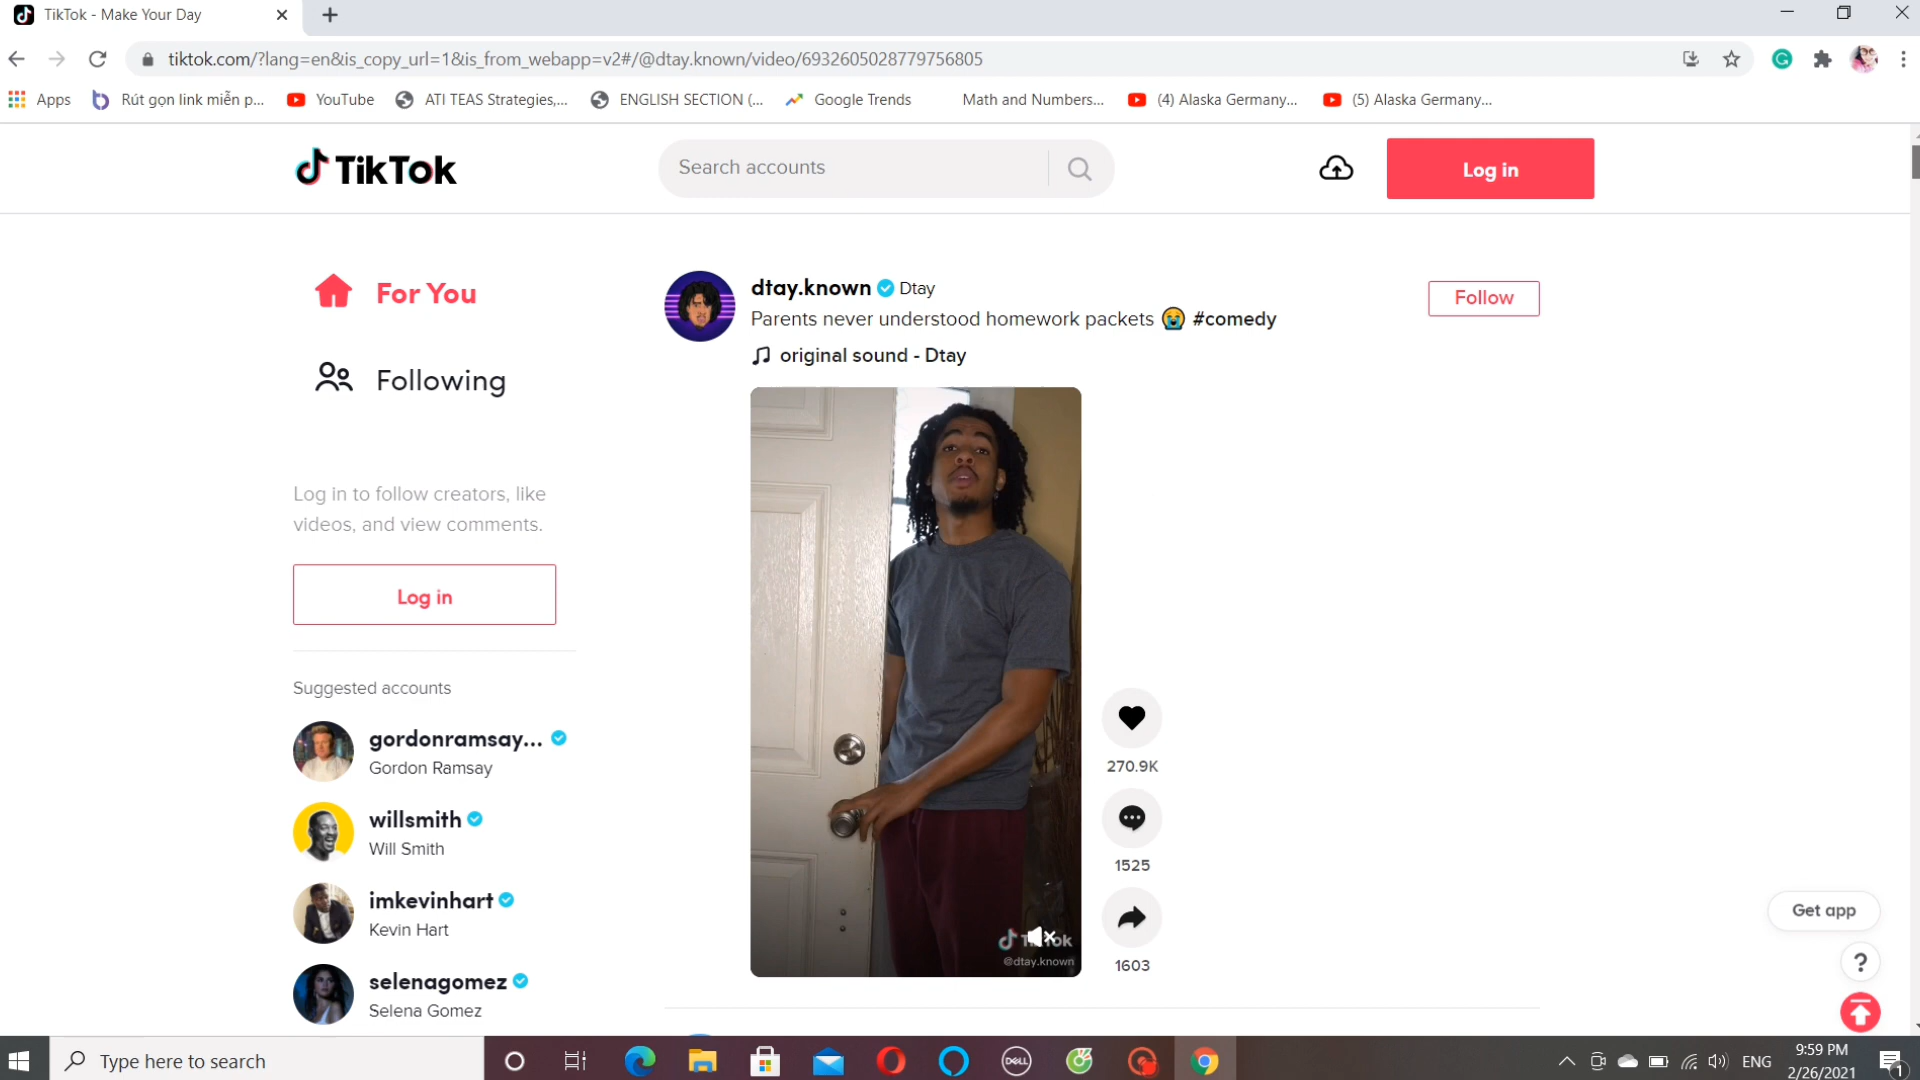 TikTok - Make Your Day
tiktok.com/?lang=en&is_copy_url=1&is_from_webapp=v2#/@dtay.known/video/6932605028779756805
Apps Rút gọn link miễn p... YouTube ATI TEAS Strategies,... ENGLISH SECTION (... Google Trends Math and Numbers... (4) Alaska Germany... (5) Alaska Germany...
TikTok
Search accounts
Log in
For You
Following
Log in to follow creators, like
videos, and view comments.
Log in
Suggested accounts
gordonramsay...
Gordon Ramsay
willsmith
Will Smith
imkevinhart
Kevin Hart
selenagomez
Selena Gomez
dtay.known Dtay
Parents never understood homework packets 😭 #comedy
original sound - Dtay
Follow
TikTok
@dtay.known
270.9K
1525
1603
Get app
?
Type here to search
DELL
ENG
9:59 PM
2/26/2021
1